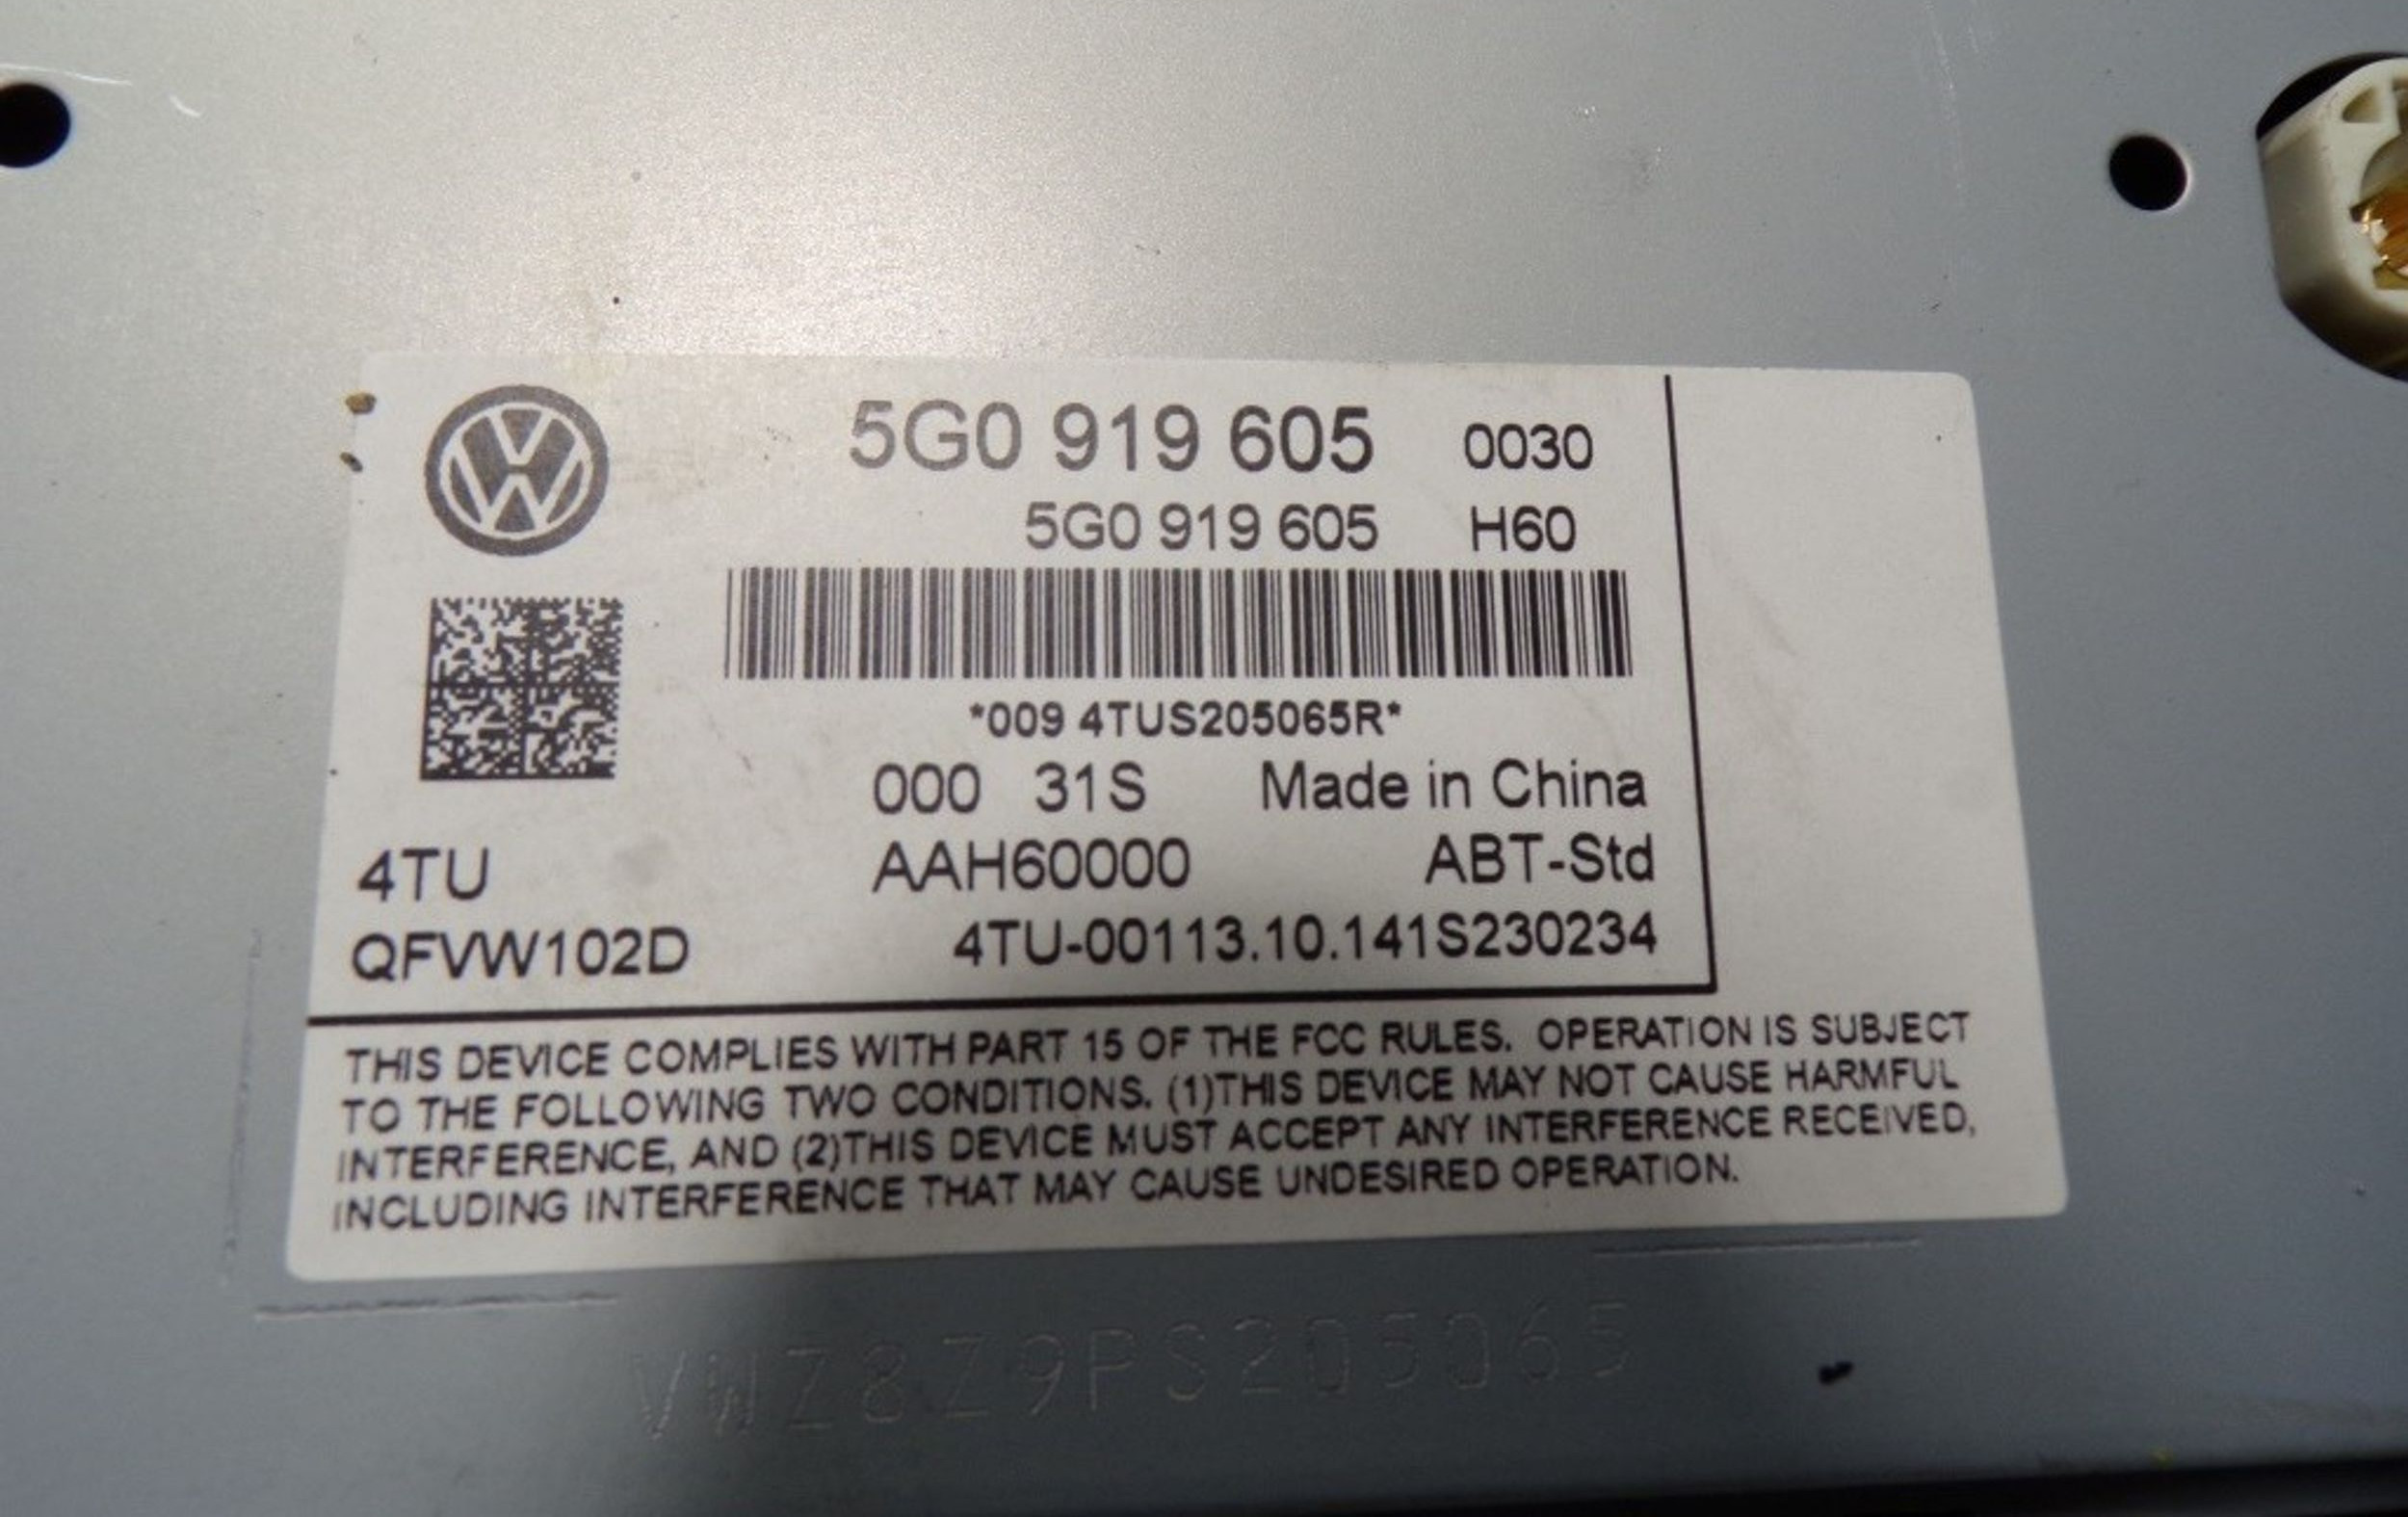 5G0 919 605 0030
5G0 919 605 H60
*009 4TUS205065R*
000 31S Made in China
4TU AAH60000 ABT-Std
QFVW102D 4TU-00113.10.141S230234
THIS DEVICE COMPLIES WITH PART 15 OF THE FCC RULES. OPERATION IS SUBJECT
TO THE FOLLOWING TWO CONDITIONS. (1)THIS DEVICE MAY NOT CAUSE HARMFUL
INTERFERENCE, AND (2)THIS DEVICE MUST ACCEPT ANY INTERFERENCE RECEIVED,
INCLUDING INTERFERENCE THAT MAY CAUSE UNDESIRED OPERATION.
VWZ8Z9PS205065